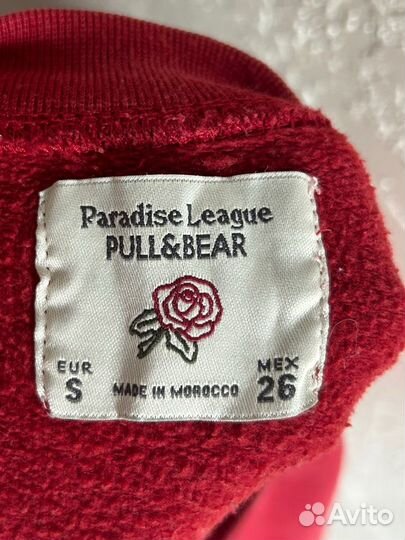 Paradise League
PULL&BEAR
EUR MEX
S MADE IN MOROCCO 26
Avito